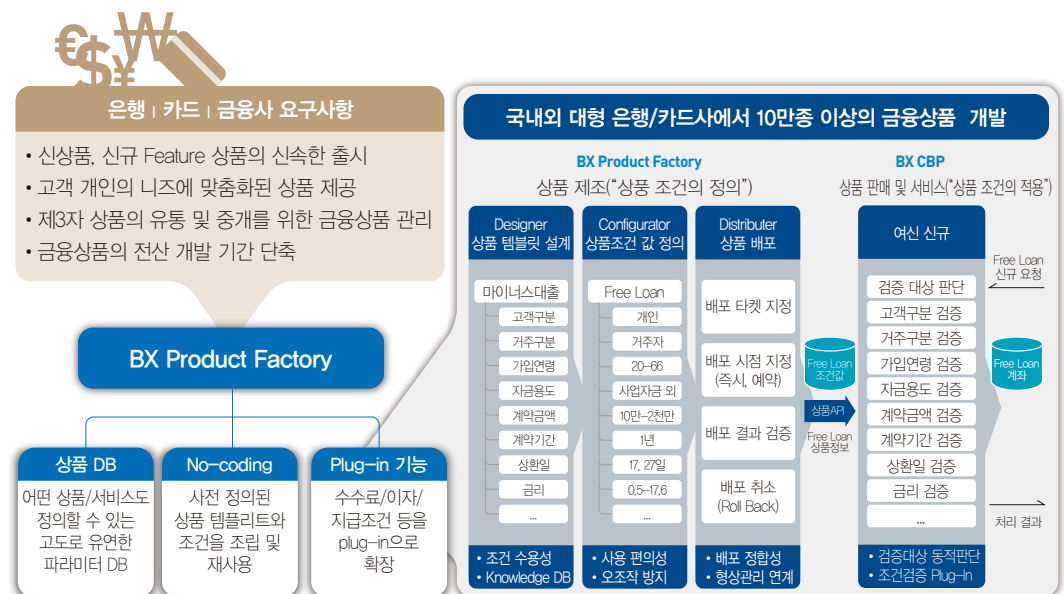 은행 | 카드 | 금융사 요구사항
• 신상품, 신규 Feature 상품의 신속한 출시
• 고객 개인의 니즈에 맞춤화된 상품 제공
• 제3자 상품의 유통 및 중개를 위한 금융상품 관리
• 금융상품의 전산 개발 기간 단축
BX Product Factory
상품 DB
어떤 상품/서비스도
정의할 수 있는
고도로 유연한
파라미터 DB
No-coding
사전 정의된
상품 템플리트와
조건을 조립 및
재사용
Plug-in 기능
수수료/이자/
지급조건 등을
plug-in으로
확장
국내외 대형 은행/카드사에서 10만종 이상의 금융상품 개발
BX Product Factory
상품 제조("상품 조건의 정의")
Designer
상품 템블릿 설계
마이너스대출
고객구분
거주구분
가입연령
자금용도
계약금액
계약기간
상환일
금리
...
• 조건 수용성
• Knowledge DB
Configurator
상품조건 값 정의
Free Loan
개인
거주자
20-66
사업자금 외
10만-2천만
1년
17, 27일
0.5-17.6
...
• 사용 편의성
• 오조작 방지
Distributer
상품 배포
배포 타켓 지정
배포 시점 지정
(즉시, 예약)
배포 결과 검증
배포 취소
(Roll Back)
• 배포 정합성
• 형상관리 연계
Free Loan
조건값
상품API
Free Loan
상품정보
BX CBP
상품 판매 및 서비스("상품 조건의 적용")
여신 신규
검증 대상 판단
고객구분 검증
거주구분 검증
가입연령 검증
자금용도 검증
계약금액 검증
계약기간 검증
상환일 검증
금리 검증
...
• 검증대상 동적판단
• 조건검증 Plug-In
Free Loan
신규 요청
Free Loan
계좌
처리 결과